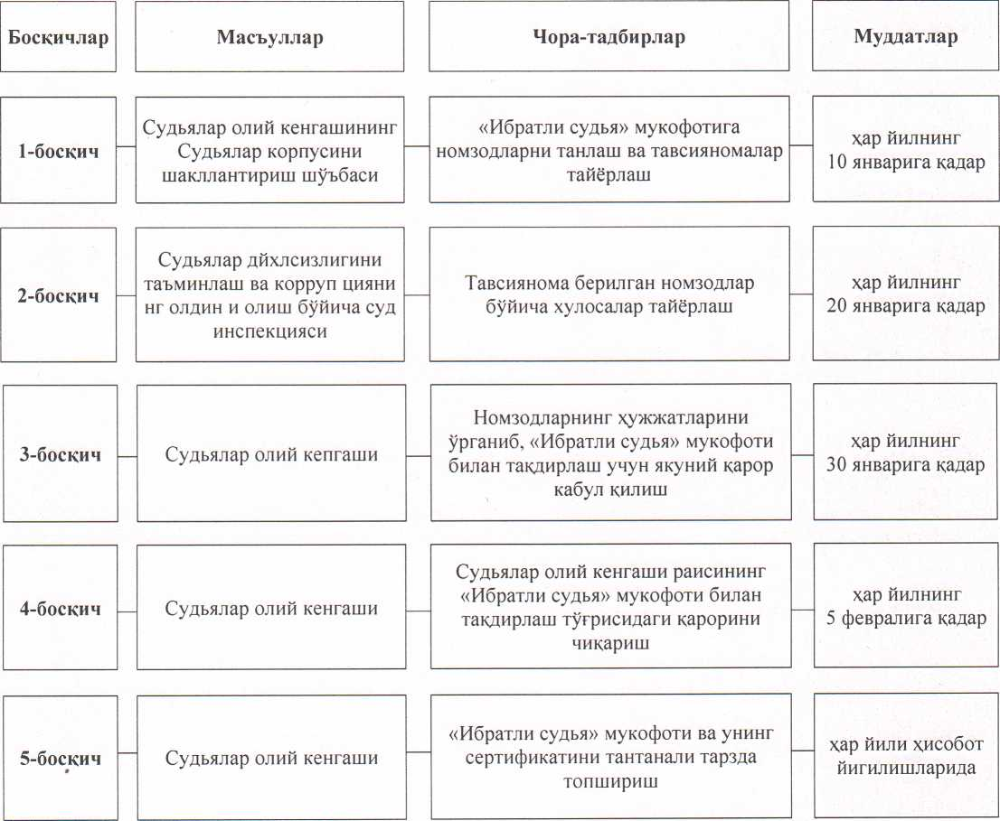 Босқичлар
Масъуллар
Чора-тадбирлар
Муддатлар
1-босқич
Судьялар олий кенгашининг
Судьялар корпусини
шакллантириш шўъбаси
«Ибратли судья» мукофотига
номзодларни танлаш ва тавсияномалар
тайёрлаш
ҳар йилнинг
10 январига қадар
2-босқич
Судьялар дйхлсизлигини
таъминлаш ва корруп цияни
нг олдин и олиш бўйича суд
инспекцияси
Тавсиянома берилган номзодлар
бўйича хулосалар тайёрлаш
ҳар йилнинг
20 январига қадар
3-босқич
Судьялар олий кепгаши
Номзодларнинг ҳужжатларини
ўрганиб, «Ибратли судья» мукофоти
билан тақдирлаш учун якуний қарор
кабул қилиш
ҳар йилнинг
30 январига қадар
4-босқич
Судьялар олий кенгаши
Судьялар олий кенгаши раисининг
«Ибратли судья» мукофоти билан
тақдирлаш тўғрисидаги қарорини
чиқариш
ҳар йилнинг
5 февралига қадар
5-босқич
Судьялар олий кенгаши
«Ибратли судья» мукофоти ва унинг
сертификатини тантанали тарзда
топшириш
ҳар йили ҳисобот
йигилишларида